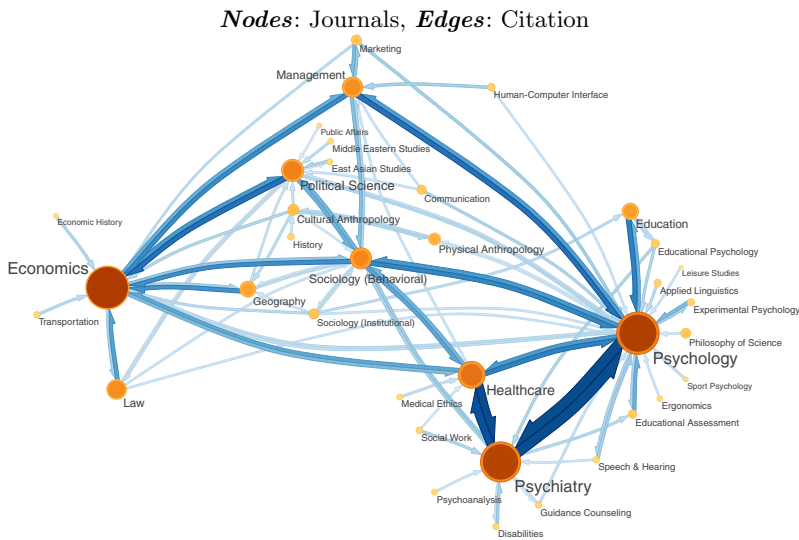 Nodes: Journals, Edges: Citation
Marketing
Management
Human-Computer Interface
Public Affairs
Middle Eastern Studies
East Asian Studies
Political Science
Communication
Cultural Anthropology
Education
Economic History
History
Physical Anthropology
Educational Psychology
Economics
Sociology (Behavioral)
Leisure Studies
Applied Linguistics
Geography
Experimental Psychology
Transportation
Sociology (Institutional)
Philosophy of Science
Psychology
Healthcare
Sport Psychology
Law
Medical Ethics
Ergonomics
Educational Assessment
Social Work
Speech & Hearing
Psychiatry
Psychoanalysis
Guidance Counseling
Disabilities